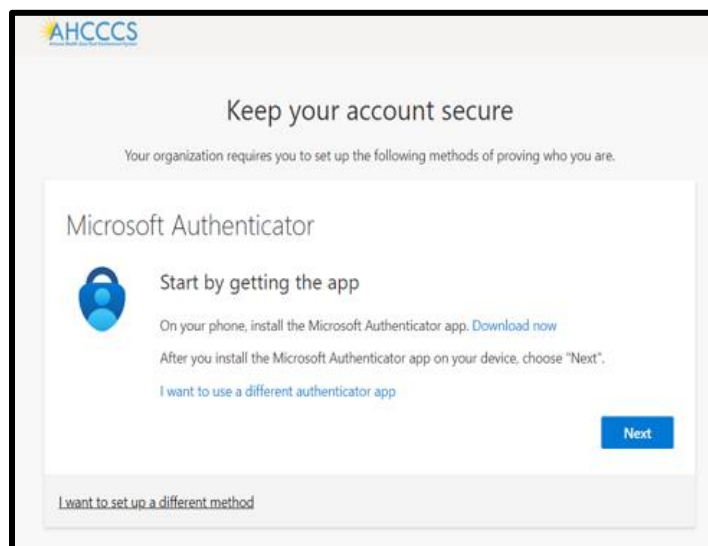 AHCCCS
Keep your account secure
Your organization requires you to set up the following methods of proving who you are.
Microsoft Authenticator
Start by getting the app
On your phone, install the Microsoft Authenticator app. Download now
After you install the Microsoft Authenticator app on your device, choose "Next".
I want to use a different authenticator app
Next
I want to set up a different method